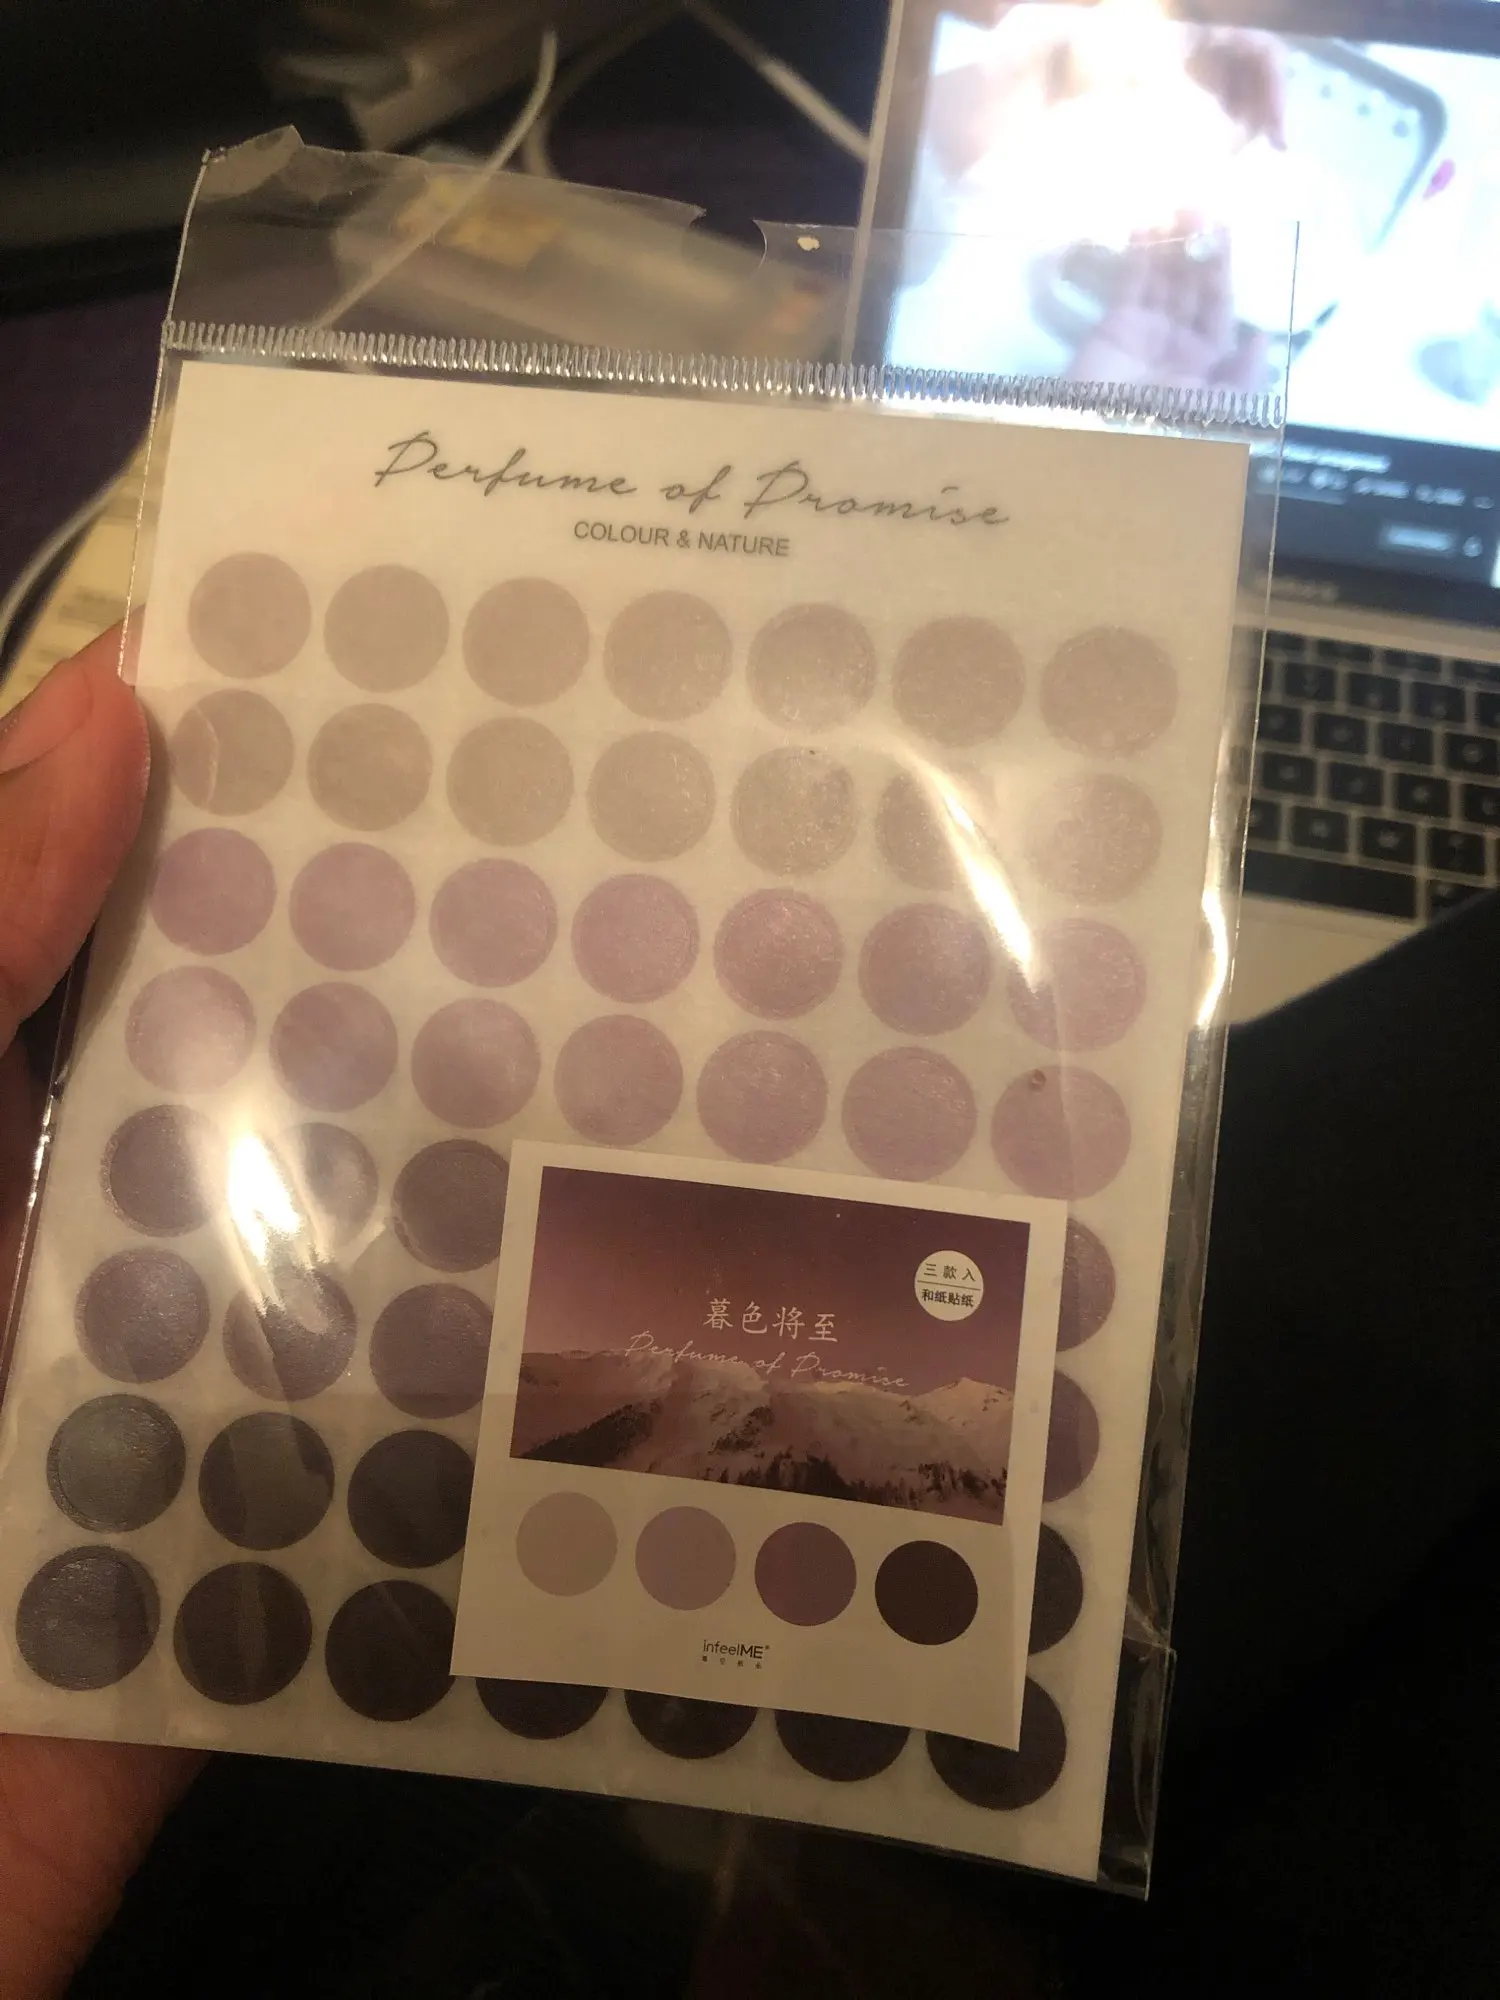 Perfume of Promise
COLOUR & NATURE
三款入
和纸贴纸
暮色将至
Perfume of Promise
infeelME®